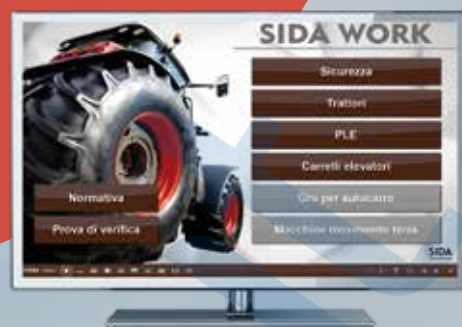 SIDA WORK
Sicurezza
Trattori
PLE
Carrelli elevatori
Normativa
Gru per autocarro
Prova di verifica
Macchine movimento terra
SIDA